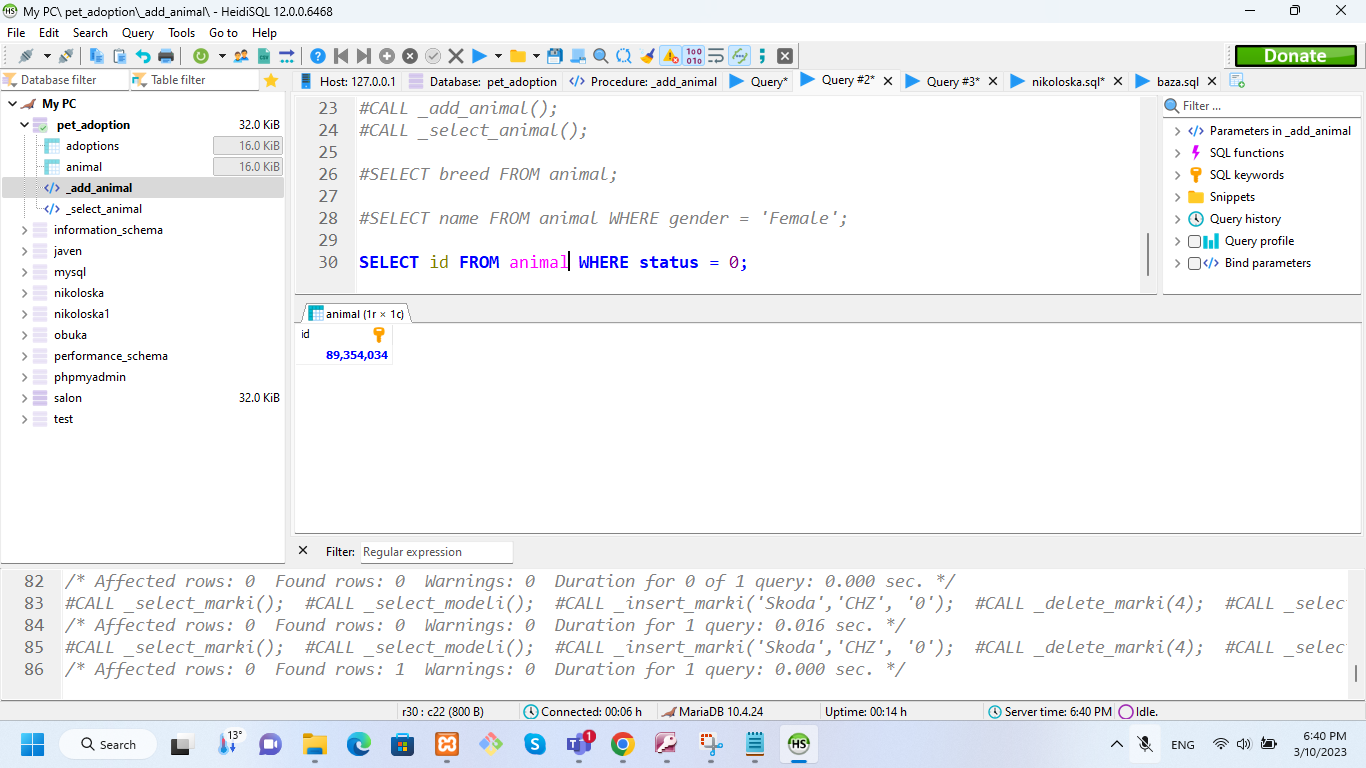 My PC\ pet_adoption\_add_animal\ - HeidiSQL 12.0.0.6468
File Edit Search Query Tools Go to Help
Donate
Database filter Table filter
Host: 127.0.0.1 Database: pet_adoption Procedure: _add_animal Query* Query #2* Query #3* nikoloska.sql* baza.sql
My PC
pet_adoption 32.0 KiB
adoptions 16.0 KiB
animal 16.0 KiB
_add_animal
_select_animal
information_schema
javen
mysql
nikoloska
nikoloska1
obuka
performance_schema
phpmyadmin
salon 32.0 KiB
test
23 #CALL _add_animal();
24 #CALL _select_animal();
25
26 #SELECT breed FROM animal;
27
28 #SELECT name FROM animal WHERE gender = 'Female';
29
30 SELECT id FROM animal WHERE status = 0;
Filter ...
Parameters in _add_animal
SQL functions
SQL keywords
Snippets
Query history
Query profile
Bind parameters
animal (1r × 1c)
id
89,354,034
Filter: Regular expression
82 /* Affected rows: 0 Found rows: 0 Warnings: 0 Duration for 0 of 1 query: 0.000 sec. */
83 #CALL _select_marki(); #CALL _select_modeli(); #CALL _insert_marki('Skoda','CHZ', '0'); #CALL _delete_marki(4); #CALL _selec
84 /* Affected rows: 0 Found rows: 0 Warnings: 0 Duration for 1 query: 0.016 sec. */
85 #CALL _select_marki(); #CALL _select_modeli(); #CALL _insert_marki('Skoda','CHZ', '0'); #CALL _delete_marki(4); #CALL _selec
86 /* Affected rows: 0 Found rows: 1 Warnings: 0 Duration for 1 query: 0.000 sec. */
r30 : c22 (800 B) Connected: 00:06 h MariaDB 10.4.24 Uptime: 00:14 h Server time: 6:40 PM Idle.
Search 13° 1 HS ENG 6:40 PM
3/10/2023